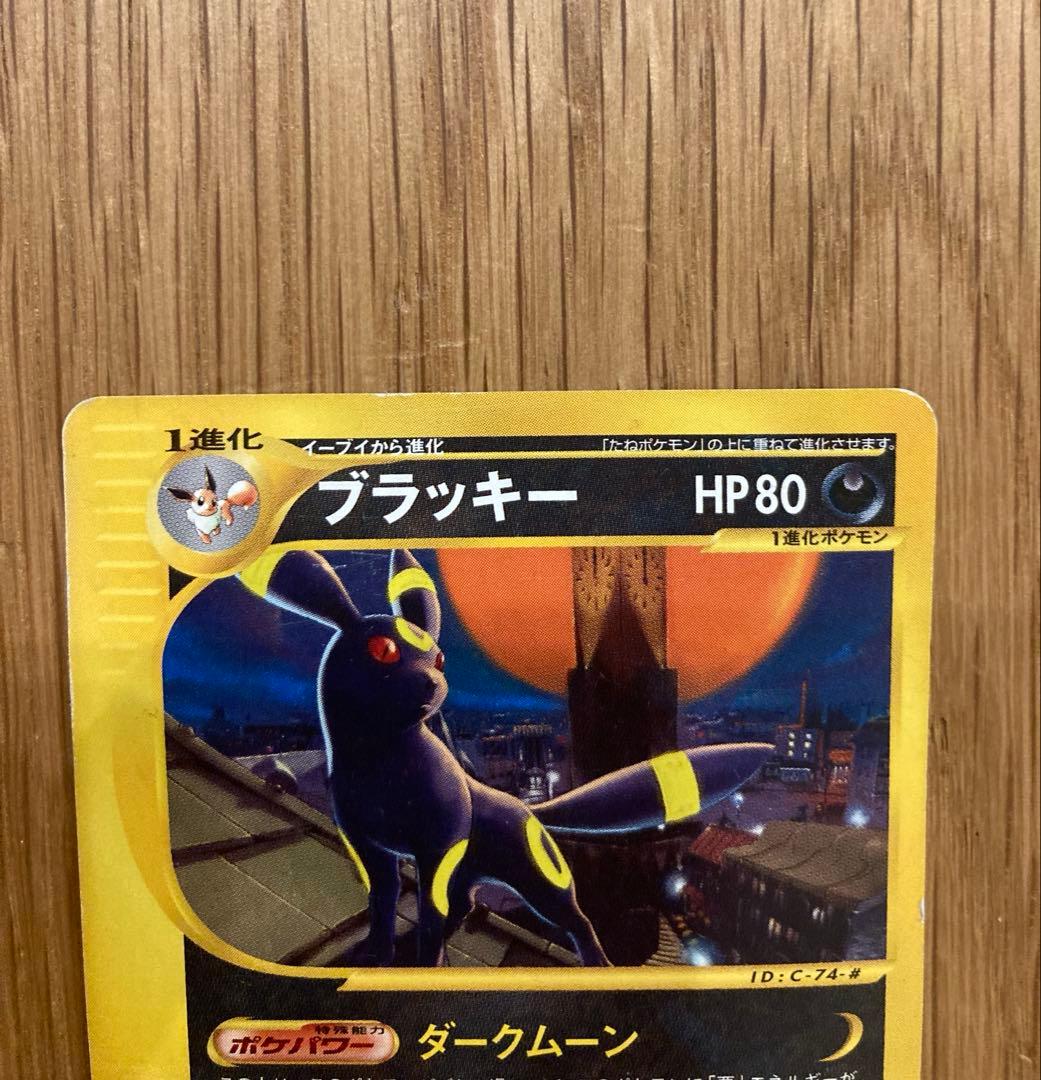 1進化
イーブイから進化
「たねポケモン」の上に重ねて進化させます。
ブラッキー
HP80
1進化ポケモン
ID:C-74-#
特殊能力
ポケパワー
ダークムーン